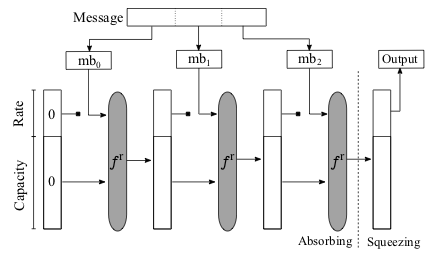 Message
mb0
mb1
mb2
Output
Rate
0
Capacity
0
fr
fr
fr
Absorbing
Squeezing